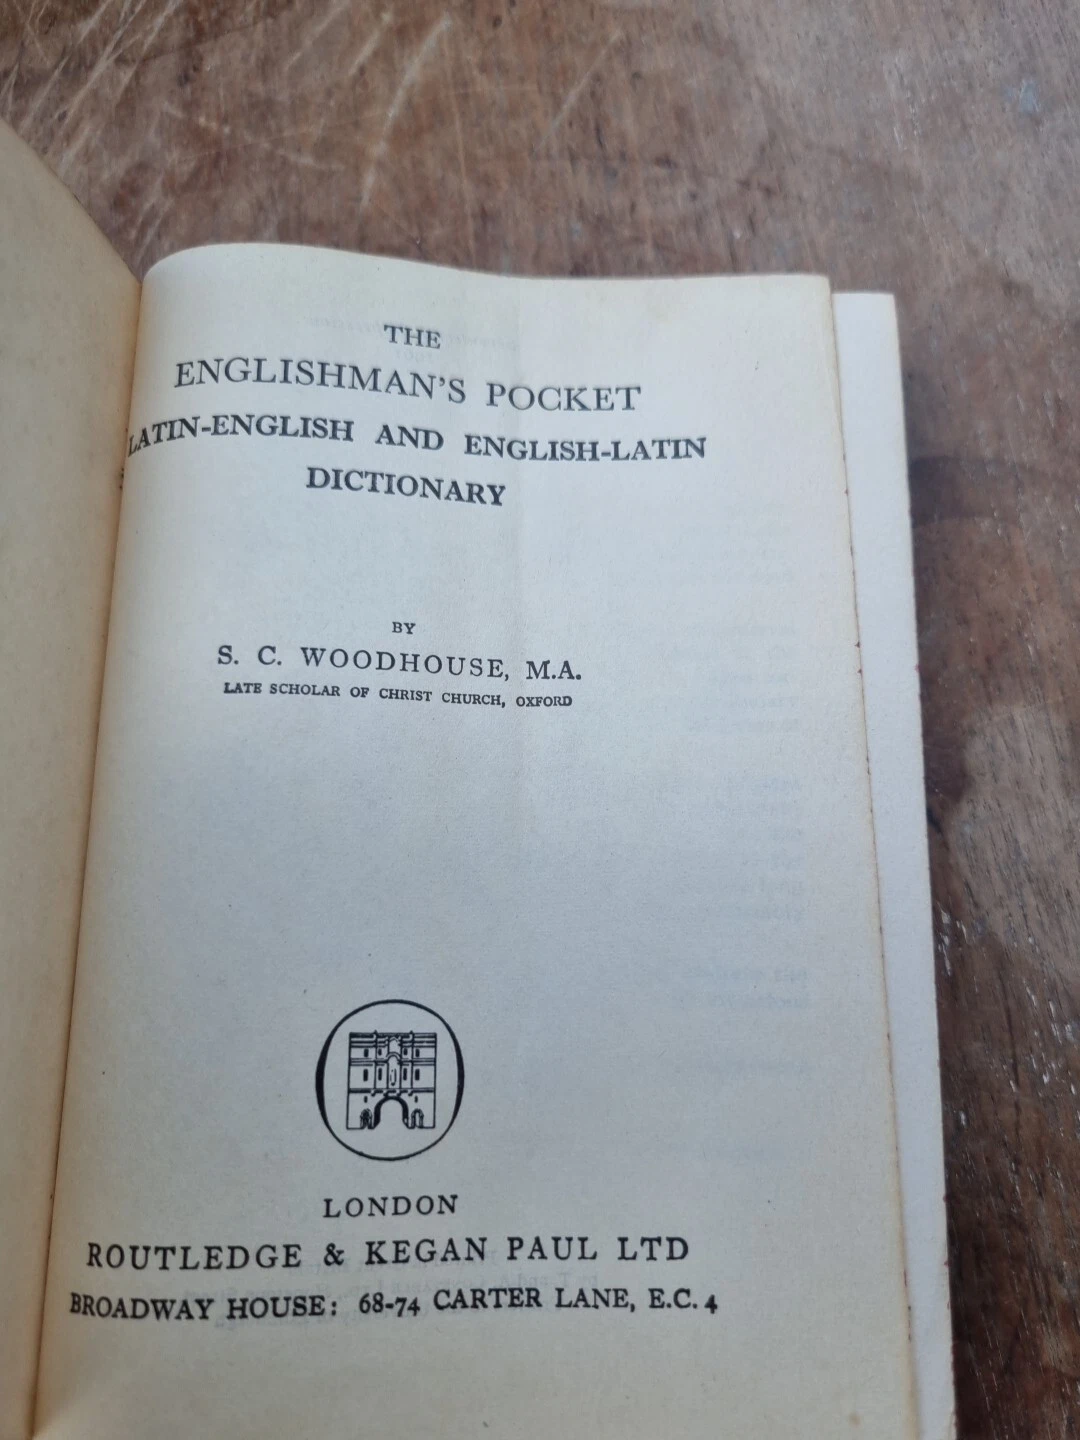 THE
ENGLISHMAN'S POCKET
LATIN-ENGLISH AND ENGLISH-LATIN
DICTIONARY
BY
S. C. WOODHOUSE, M.A.
LATE SCHOLAR OF CHRIST CHURCH, OXFORD
LONDON
ROUTLEDGE & KEGAN PAUL LTD
BROADWAY HOUSE: 68-74 CARTER LANE, E.C.4